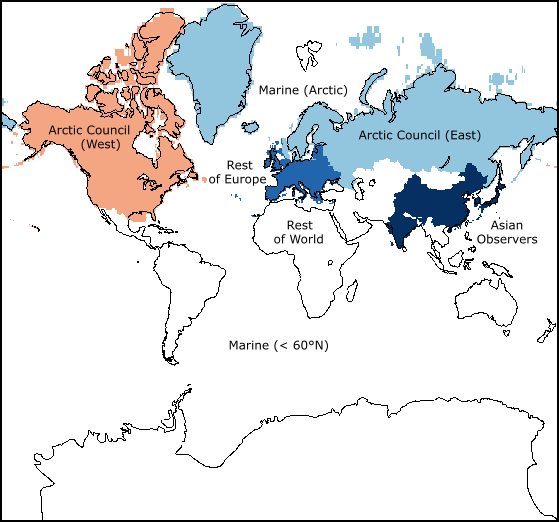 Marine (Arctic)
Arctic Council
(West)
Arctic Council (East)
Rest
of Europe
Rest
of World
Asian
Observers
Marine (< 60°N)